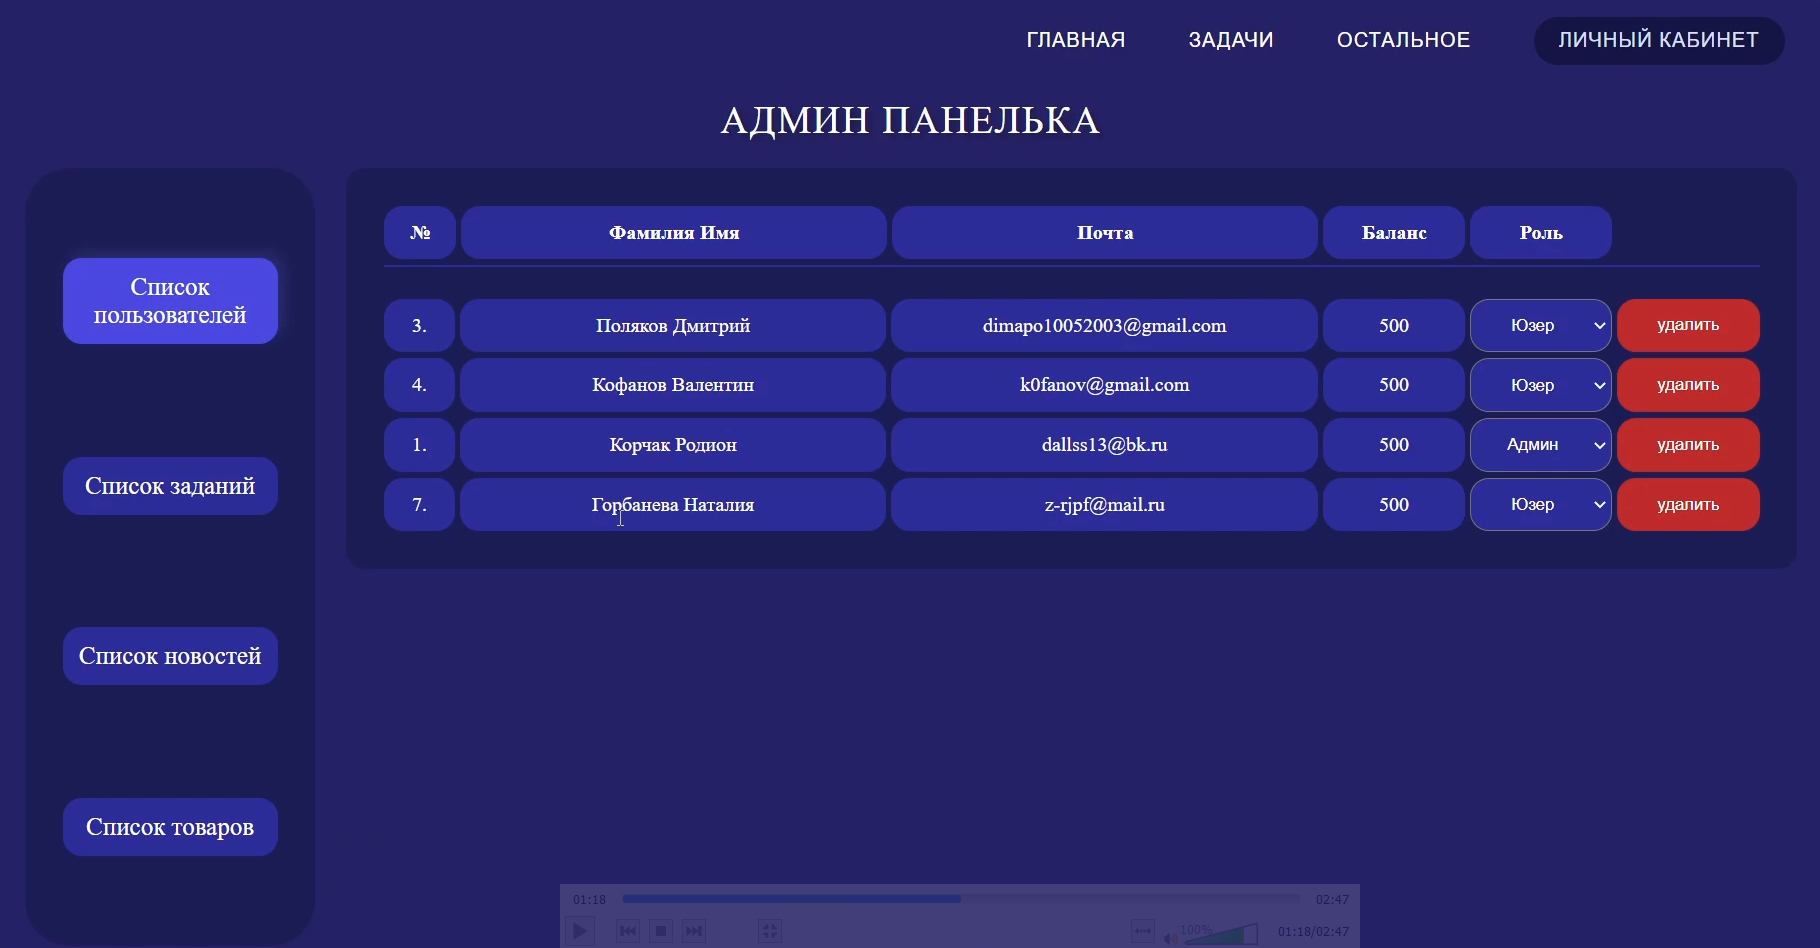 ГЛАВНАЯ ЗАДАЧИ ОСТАЛЬНОЕ ЛИЧНЫЙ КАБИНЕТ
АДМИН ПАНЕЛЬКА
Список
пользователей
Список заданий
Список новостей
Список товаров
№ Фамилия Имя Почта Баланс Роль
3. Поляков Дмитрий dimapo10052003@gmail.com 500 Юзер удалить
4. Кофанов Валентин k0fanov@gmail.com 500 Юзер удалить
1. Корчак Родион dallss13@bk.ru 500 Админ удалить
7. Горбанева Наталия z-rjpf@mail.ru 500 Юзер удалить
01:18 02:47
100% 01:18/02:47